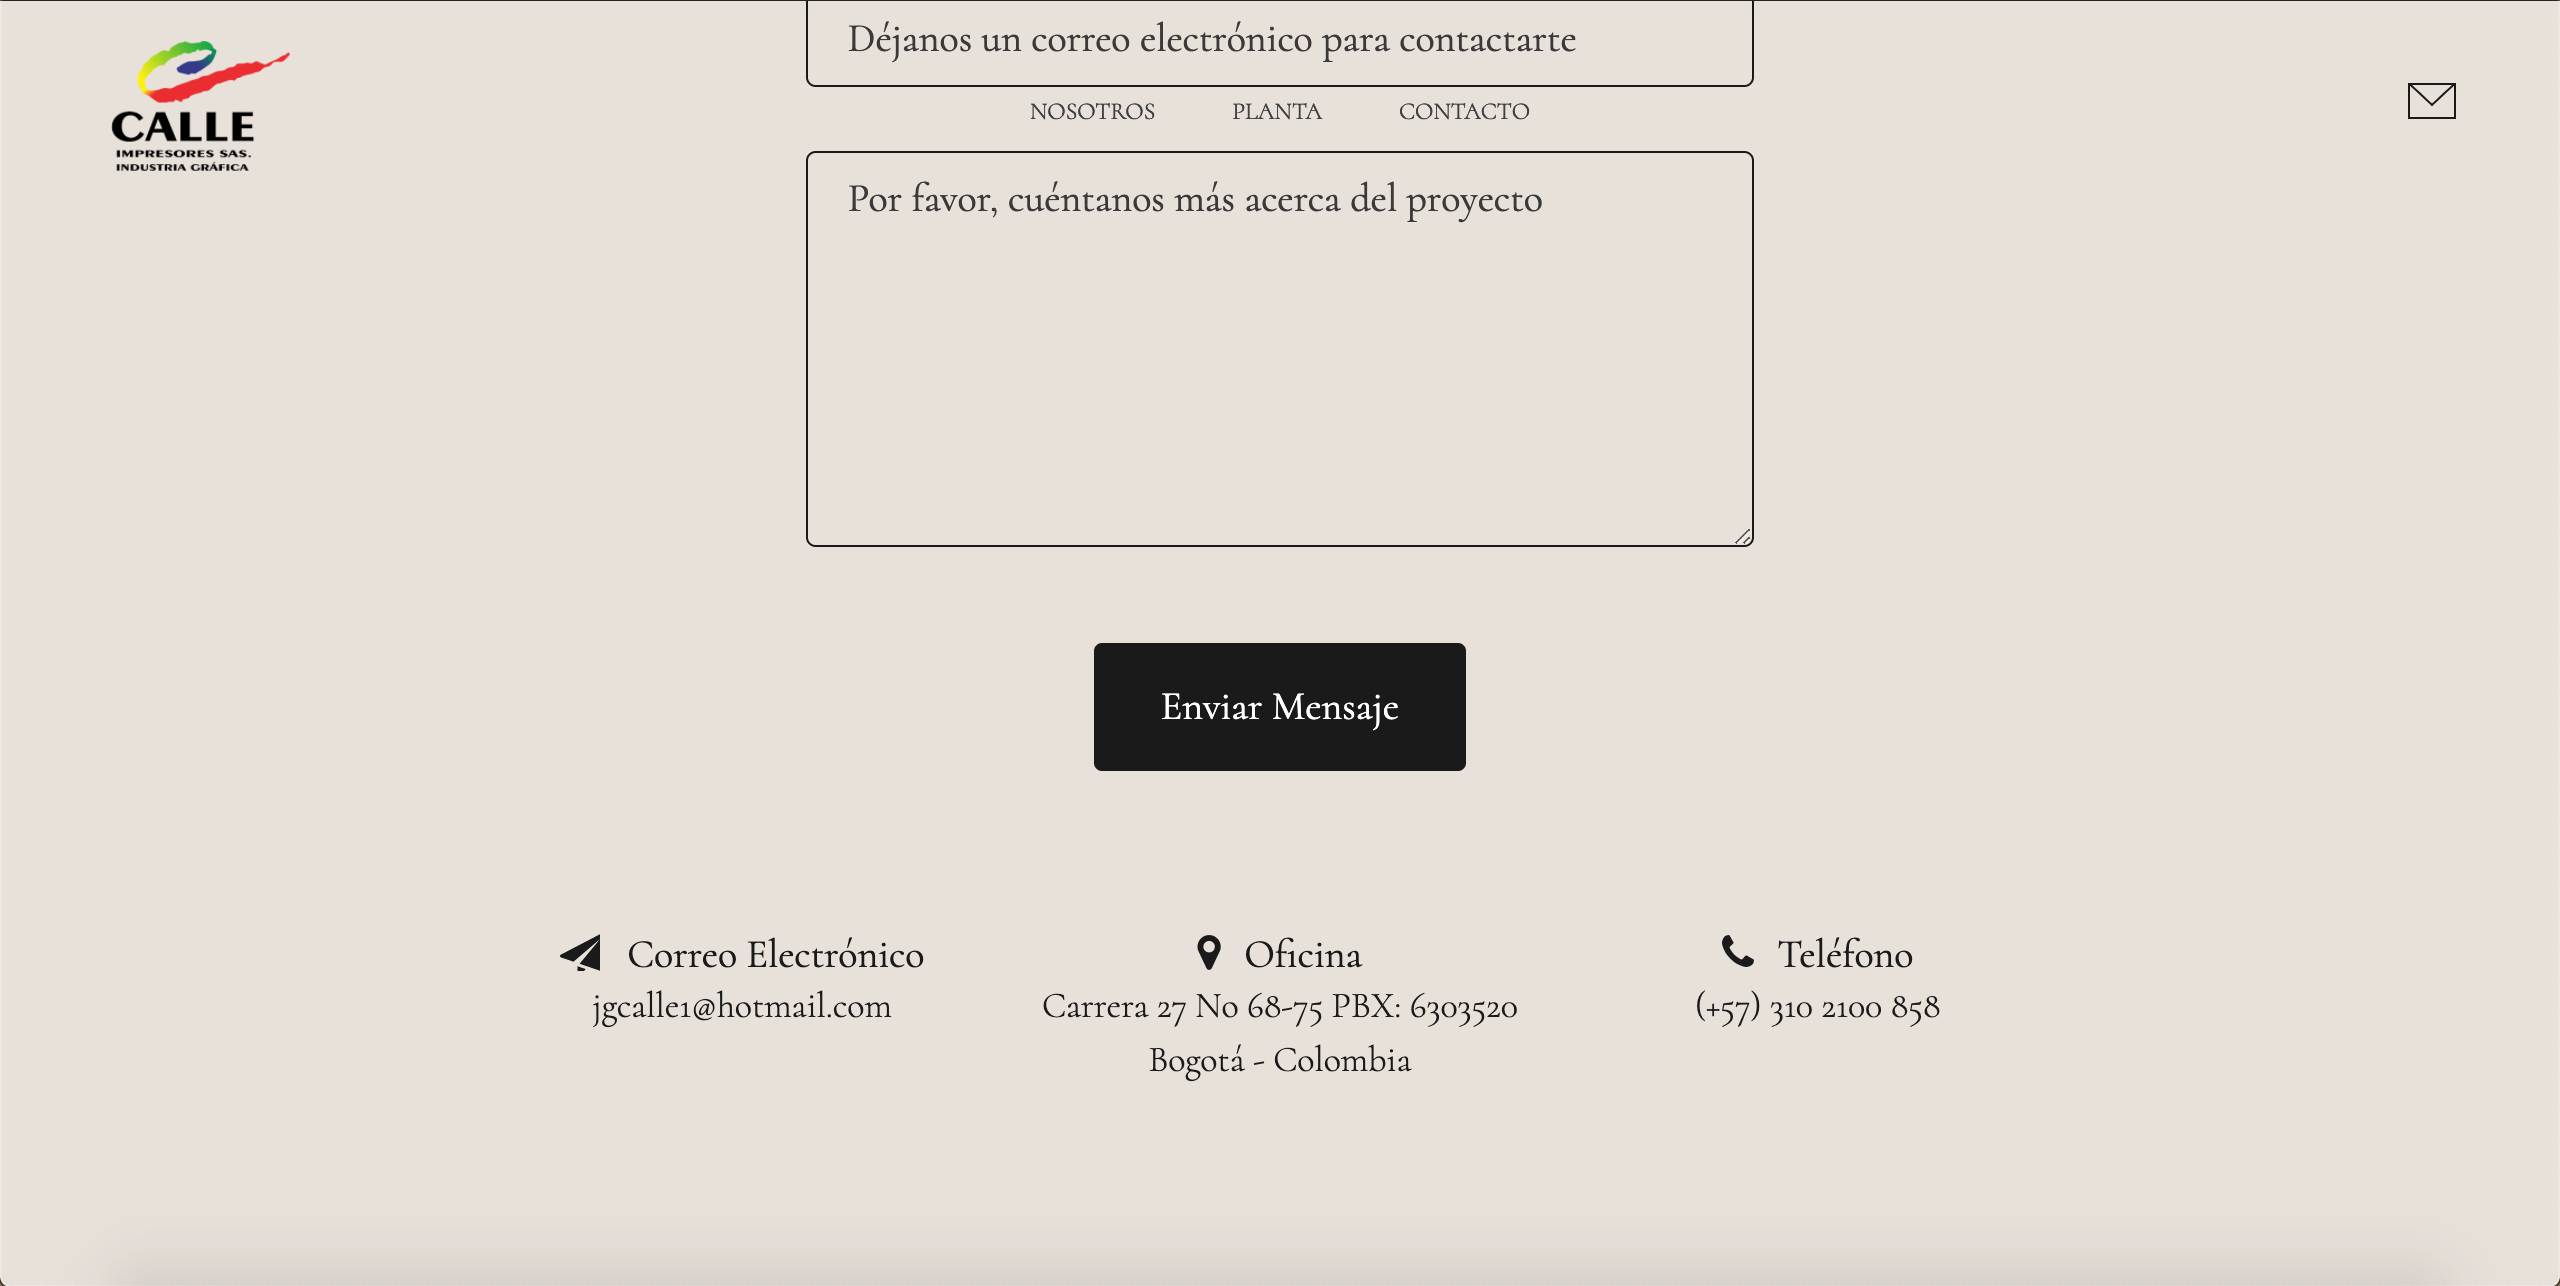 Déjanos un correo electrónico para contactarte
NOSOTROS PLANTA CONTACTO
CALLE
IMPRESORES SAS.
INDUSTRIA GRÁFICA
Por favor, cuéntanos más acerca del proyecto
Enviar Mensaje
Correo Electrónico
jgcalle1@hotmail.com
Oficina
Carrera 27 No 68-75 PBX: 6303520
Bogotá - Colombia
Teléfono
(+57) 310 2100 858